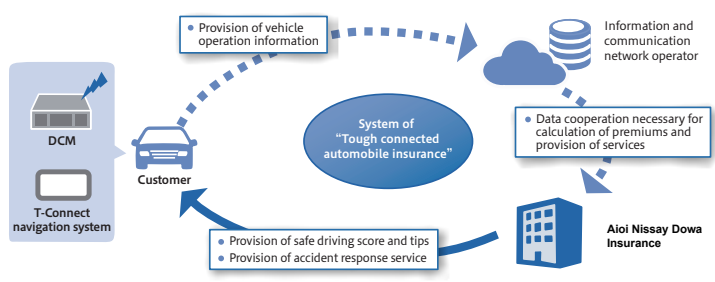 Provision of vehicle
operation information
Information and
communication
network operator
DCM
T-Connect
navigation system
Customer
System of
“Tough connected
automobile insurance”
Data cooperation necessary for
calculation of premiums and
provision of services
Provision of safe driving score and tips
Provision of accident response service
Aioi Nissay Dowa
Insurance